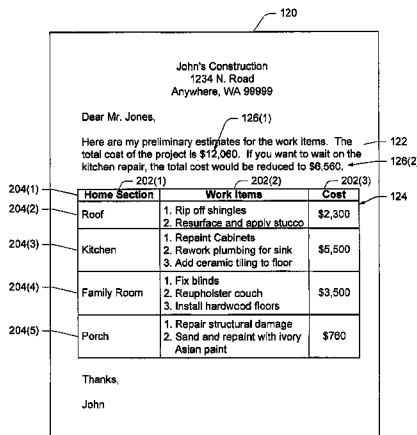 120
John's Construction
1234 N. Road
Anywhere, WA 99999
Dear Mr. Jones,
126(1)
Here are my preliminary estimates for the work items. The
122
total cost of the project is $12,060. If you want to wait on the
kitchen repair, the total cost would be reduced to $6,560.
126(2)
202(1) 202(2) 202(3)
204(1) Home Section Work Items Cost
124
204(2) Roof 1. Rip off shingles $2,300
2. Resurface and apply stucco
204(3) Kitchen 1. Repaint Cabinets $5,500
2. Rework plumbing for sink
3. Add ceramic tiling to floor
204(4) Family Room 1. Fix blinds $3,500
2. Reupholster couch
3. Install hardwood floors
204(5) Porch 1. Repair structural damage $760
2. Sand and repaint with ivory
Asian paint
Thanks,
John